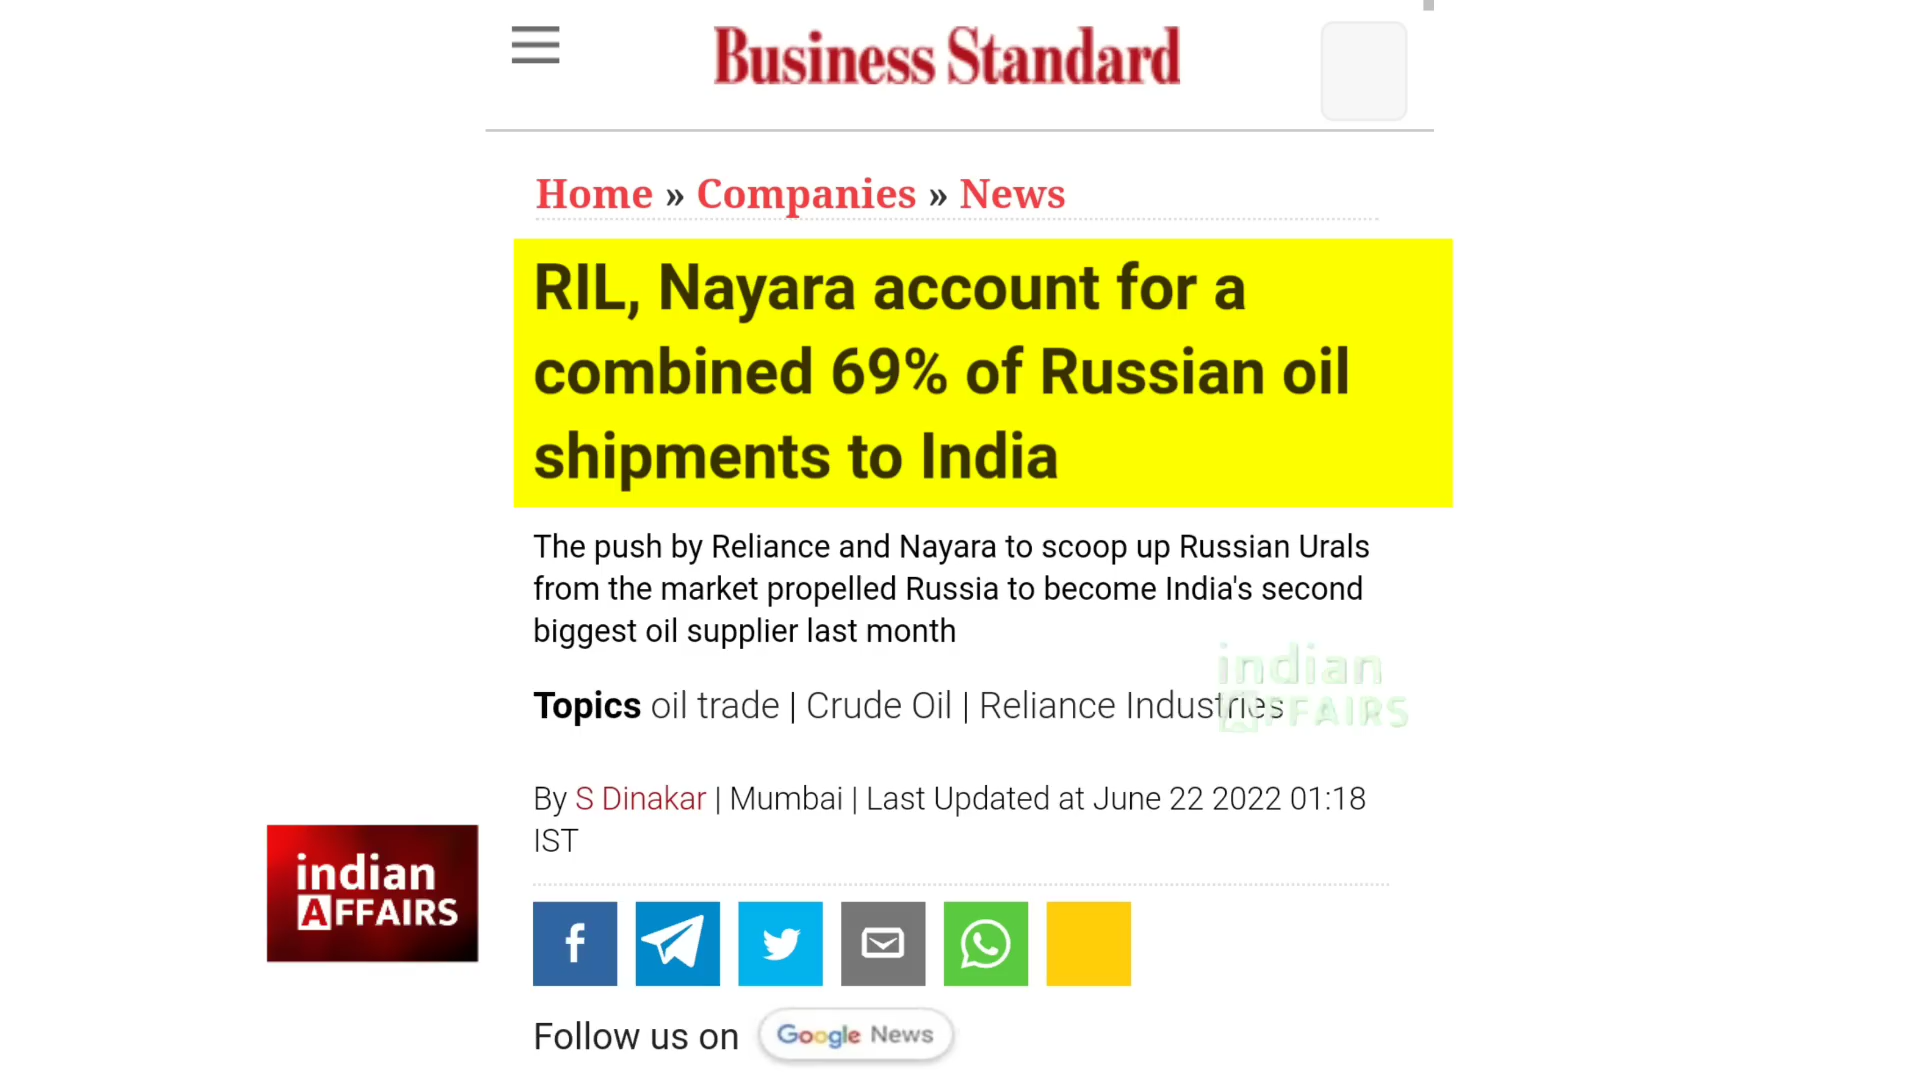 Business Standard
Home » Companies » News
RIL, Nayara account for a
combined 69% of Russian oil
shipments to India
The push by Reliance and Nayara to scoop up Russian Urals
from the market propelled Russia to become India's second
biggest oil supplier last month
indian
AFFAIRS
Topics oil trade | Crude Oil | Reliance Industries
By S Dinakar | Mumbai | Last Updated at June 22 2022 01:18
IST
indian
AFFAIRS
f
Follow us on Google News